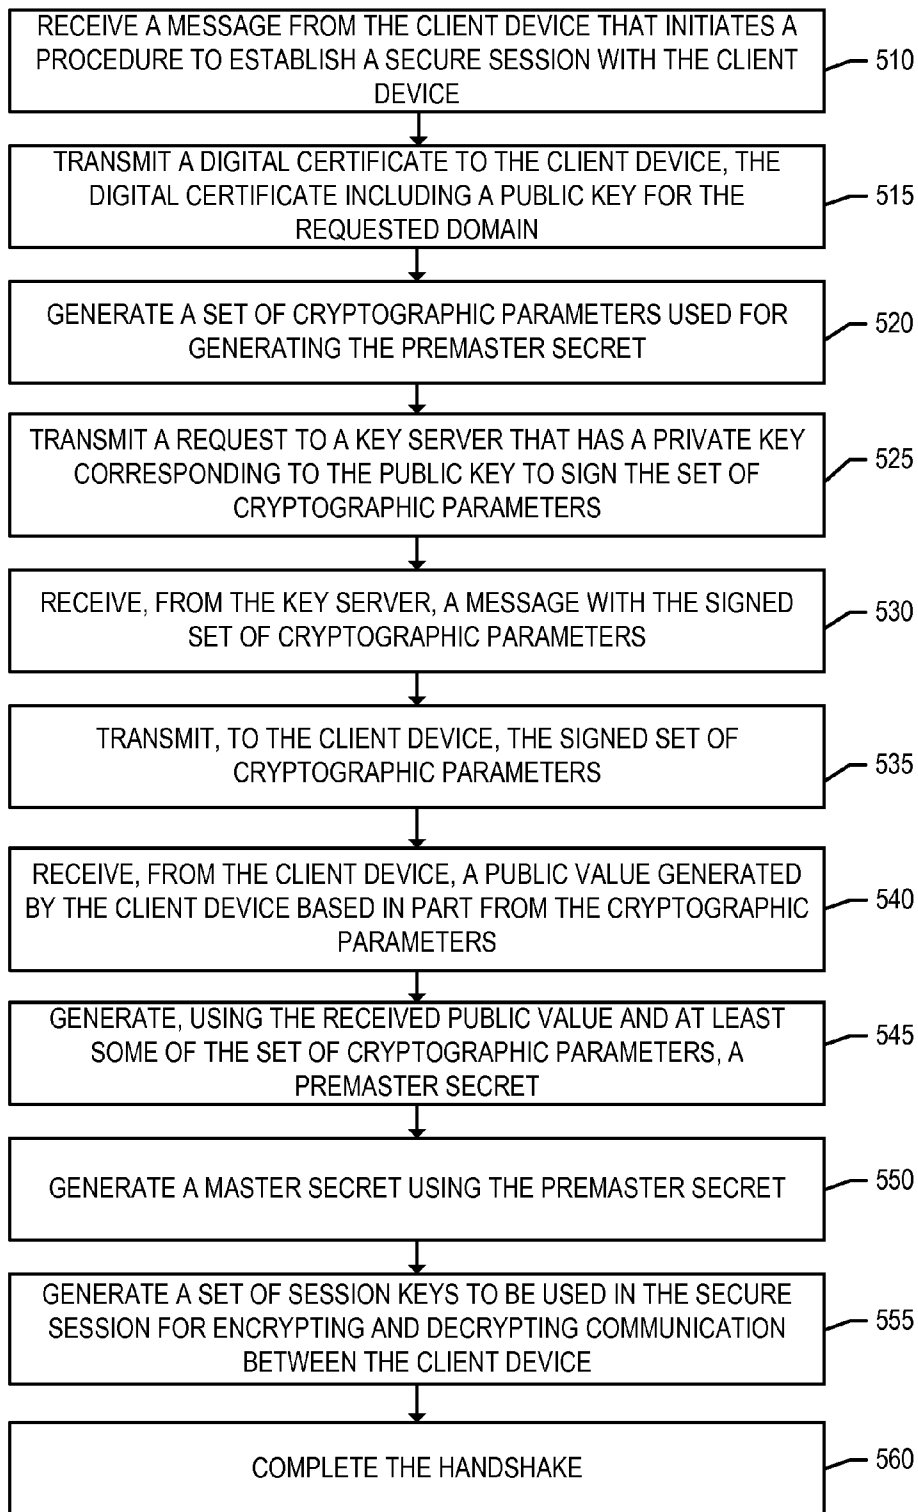 RECEIVE A MESSAGE FROM THE CLIENT DEVICE THAT INITIATES A
PROCEDURE TO ESTABLISH A SECURE SESSION WITH THE CLIENT
DEVICE
510
TRANSMIT A DIGITAL CERTIFICATE TO THE CLIENT DEVICE, THE
DIGITAL CERTIFICATE INCLUDING A PUBLIC KEY FOR THE
REQUESTED DOMAIN
515
GENERATE A SET OF CRYPTOGRAPHIC PARAMETERS USED FOR
GENERATING THE PREMASTER SECRET
520
TRANSMIT A REQUEST TO A KEY SERVER THAT HAS A PRIVATE KEY
CORRESPONDING TO THE PUBLIC KEY TO SIGN THE SET OF
CRYPTOGRAPHIC PARAMETERS
525
RECEIVE, FROM THE KEY SERVER, A MESSAGE WITH THE SIGNED
SET OF CRYPTOGRAPHIC PARAMETERS
530
TRANSMIT, TO THE CLIENT DEVICE, THE SIGNED SET OF
CRYPTOGRAPHIC PARAMETERS
535
RECEIVE, FROM THE CLIENT DEVICE, A PUBLIC VALUE GENERATED
BY THE CLIENT DEVICE BASED IN PART FROM THE CRYPTOGRAPHIC
PARAMETERS
540
GENERATE, USING THE RECEIVED PUBLIC VALUE AND AT LEAST
SOME OF THE SET OF CRYPTOGRAPHIC PARAMETERS, A
PREMASTER SECRET
545
GENERATE A MASTER SECRET USING THE PREMASTER SECRET
550
GENERATE A SET OF SESSION KEYS TO BE USED IN THE SECURE
SESSION FOR ENCRYPTING AND DECRYPTING COMMUNICATION
BETWEEN THE CLIENT DEVICE
555
COMPLETE THE HANDSHAKE
560